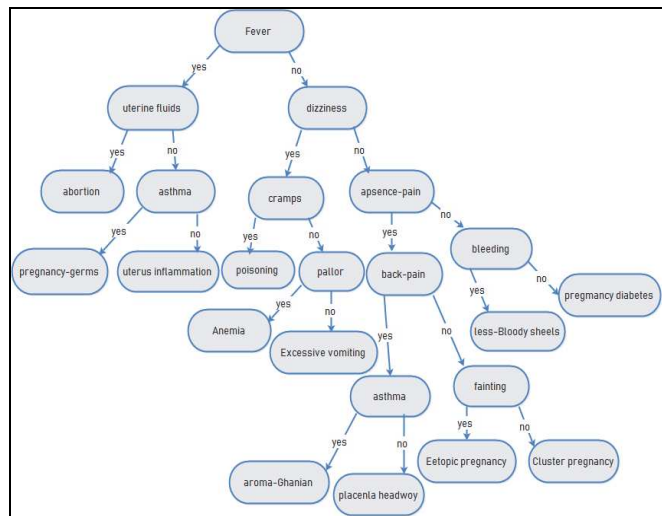 Fever
yes
no
uterine fluids
dizziness
yes
no
yes
no
abortion
asthma
cramps
apsence-pain
yes
no
yes
no
yes
no
pregnancy-germs
uterus inflammation
poisoning
pallor
back-pain
bleeding
yes
no
yes
no
yes
no
pregmancy diabetes
Anemia
Excessive vomiting
less-Bloody sheels
asthma
fainting
yes
no
yes
no
aroma-Ghanian
placenla headwoy
Eetopic pregnancy
Cluster pregnancy